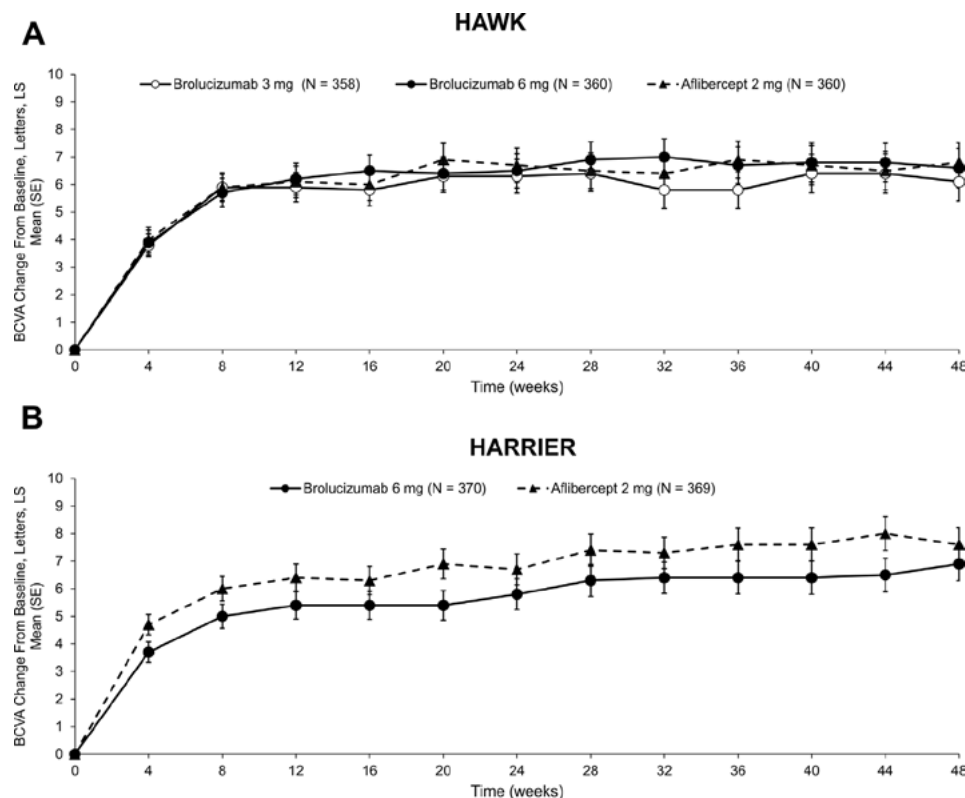 A
HAWK
Brolucizumab 3 mg (N = 358) Brolucizumab 6 mg (N = 360) Aflibercept 2 mg (N = 360)
BCVA Change From Baseline, Letters, LS
Mean (SE)
10
9
8
7
6
5
4
3
2
1
0
0 4 8 12 16 20 24 28 32 36 40 44 48
Time (weeks)
B
HARRIER
Brolucizumab 6 mg (N = 370) Aflibercept 2 mg (N = 369)
BCVA Change From Baseline, Letters, LS
Mean (SE)
10
9
8
7
6
5
4
3
2
1
0
0 4 8 12 16 20 24 28 32 36 40 44 48
Time (weeks)